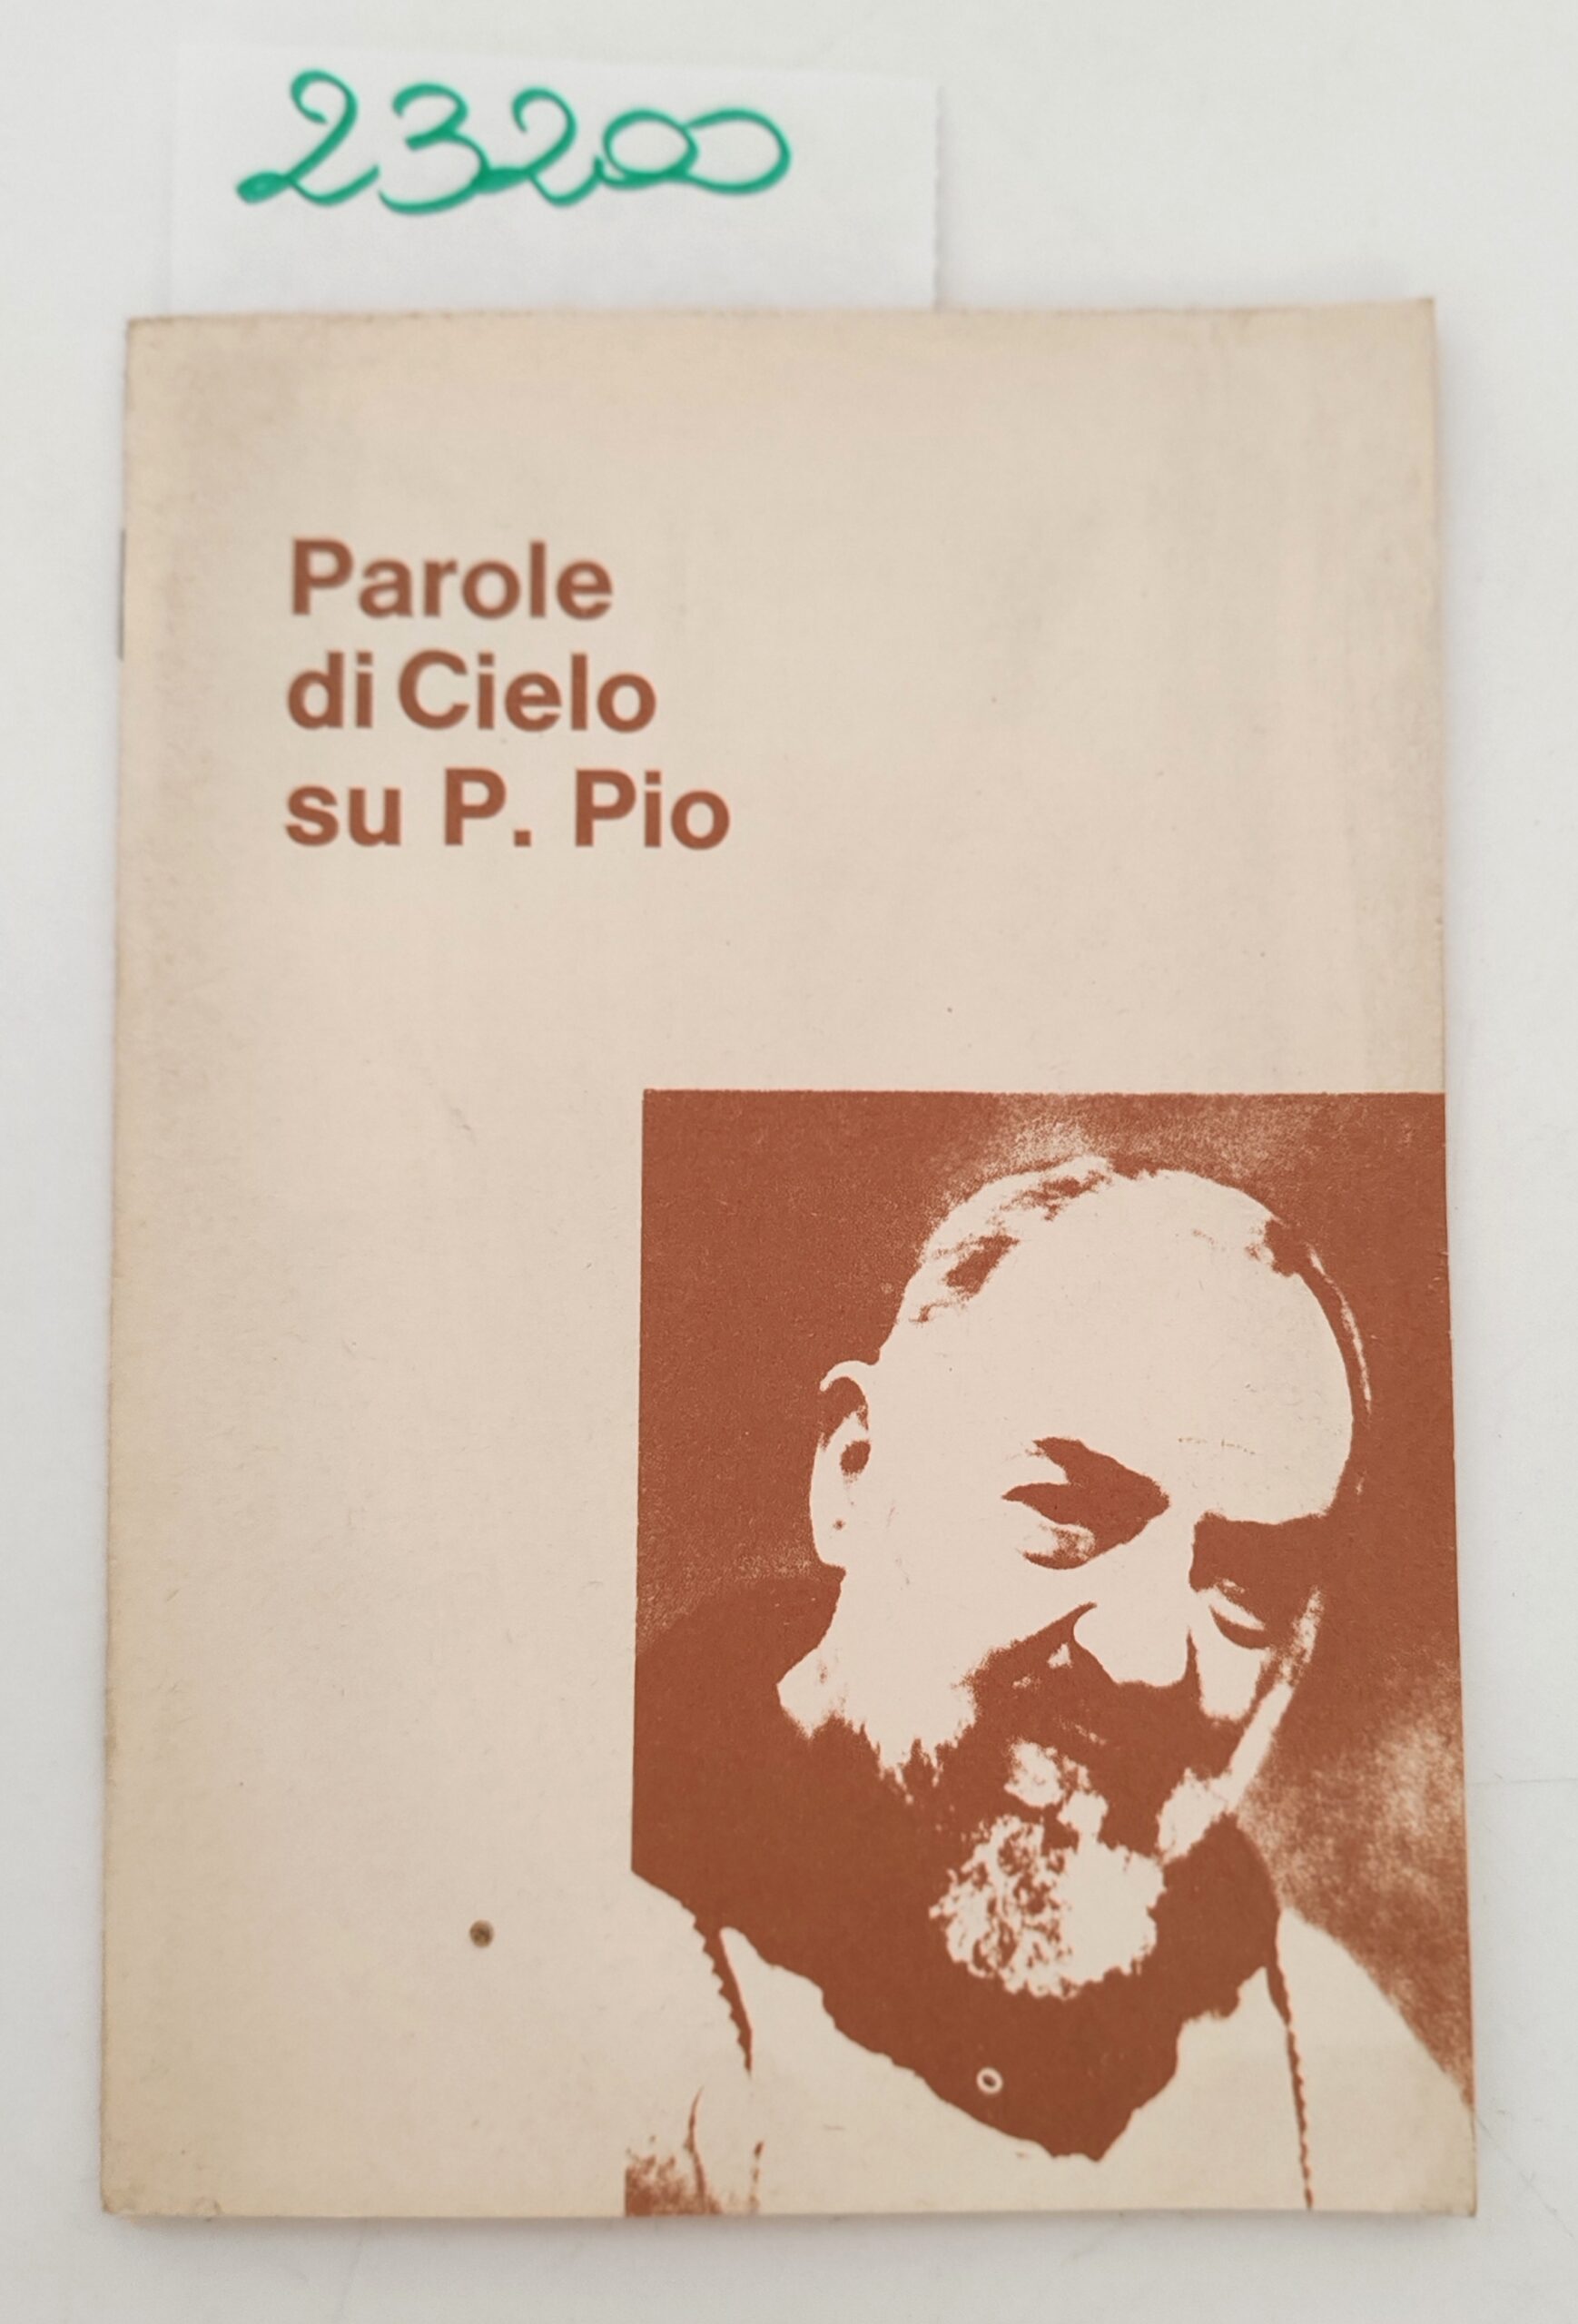 23200
Parole
di Cielo
su P. Pio